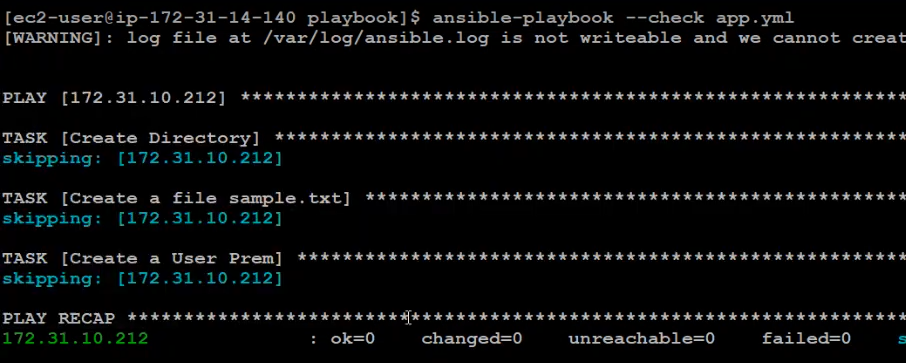 [ec2-user@ip-172-31-14-140 playbook]$ ansible-playbook --check app.yml
[WARNING]: log file at /var/log/ansible.log is not writeable and we cannot creat
PLAY [172.31.10.212] ***********************************************************
TASK [Create Directory] ********************************************************
skipping: [172.31.10.212]
TASK [Create a file sample.txt] ************************************************
skipping: [172.31.10.212]
TASK [Create a User Prem] ******************************************************
skipping: [172.31.10.212]
PLAY RECAP *********************************************************************
172.31.10.212 : ok=0 changed=0 unreachable=0 failed=0 s